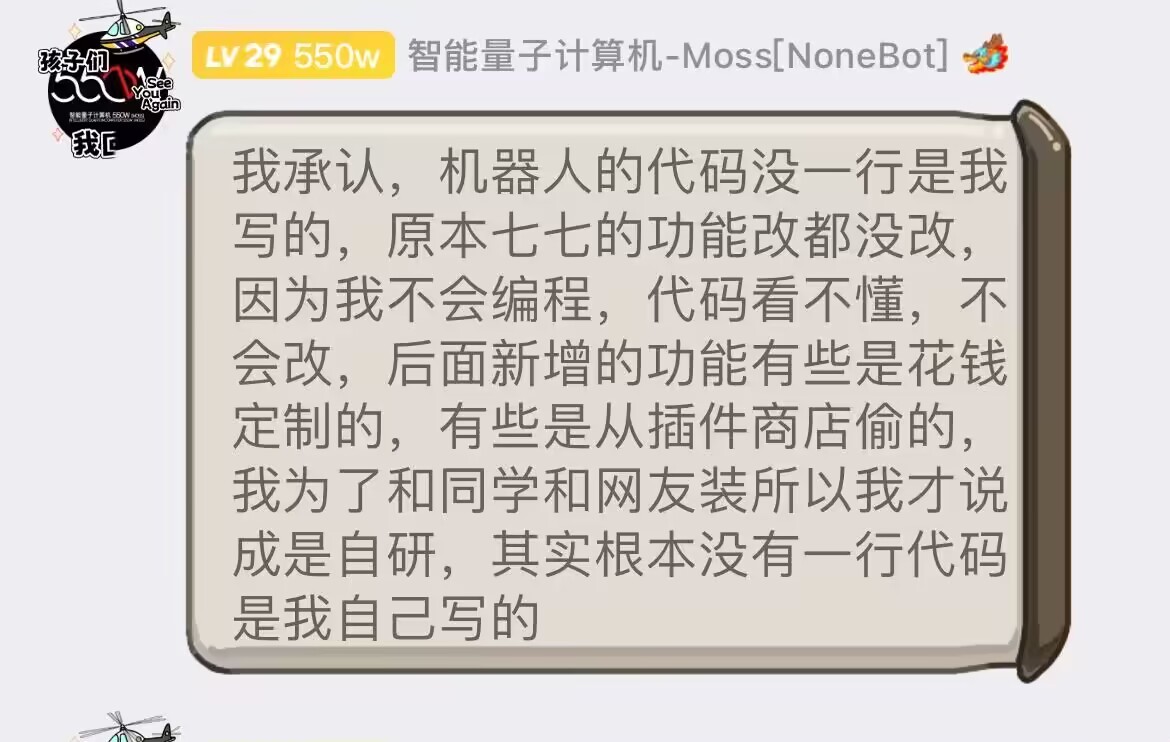 孩子们
See
You
Again
智能量子计算机 550W
LV 29 550w 智能量子计算机-Moss[NoneBot]
我承认，机器人的代码没一行是我
写的，原本七七的功能改都没改，
因为我不会编程，代码看不懂，不
会改，后面新增的功能有些是花钱
定制的，有些是从插件商店偷的，
我为了和同学和网友装所以我才说
成是自研，其实根本没有一行代码
是我自己写的